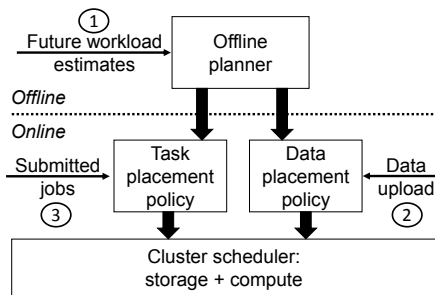 1
Future workload
estimates
Offline
planner
Offline
Online
Submitted
jobs
3
Task
placement
policy
Data
placement
policy
Data
upload
2
Cluster scheduler:
storage + compute